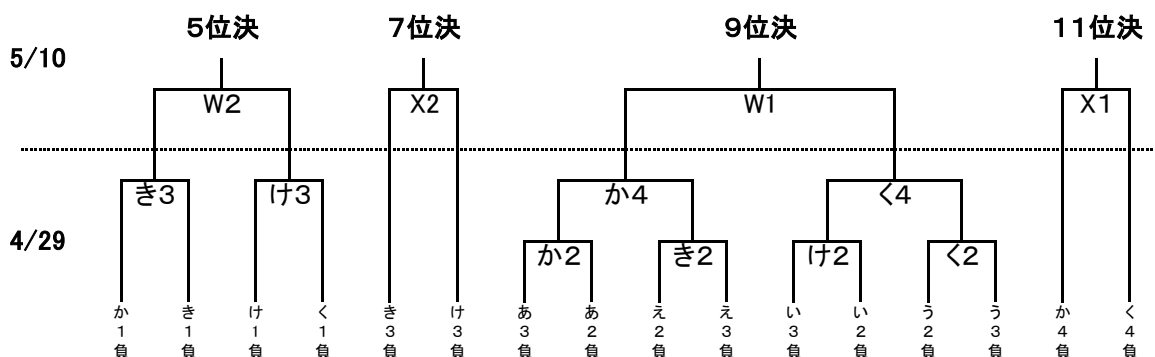 ５位決 ７位決 ９位決 １１位決
5/10
W2 X2 W1 X1
き3 け3 か4 く4
4/29
か2 き2 け2 く2
か1負 き1負 け1負 く1負 き3負 け3負 あ3負 あ2負 え2負 え3負 い3負 い2負 う2負 う3負 か4負 く4負